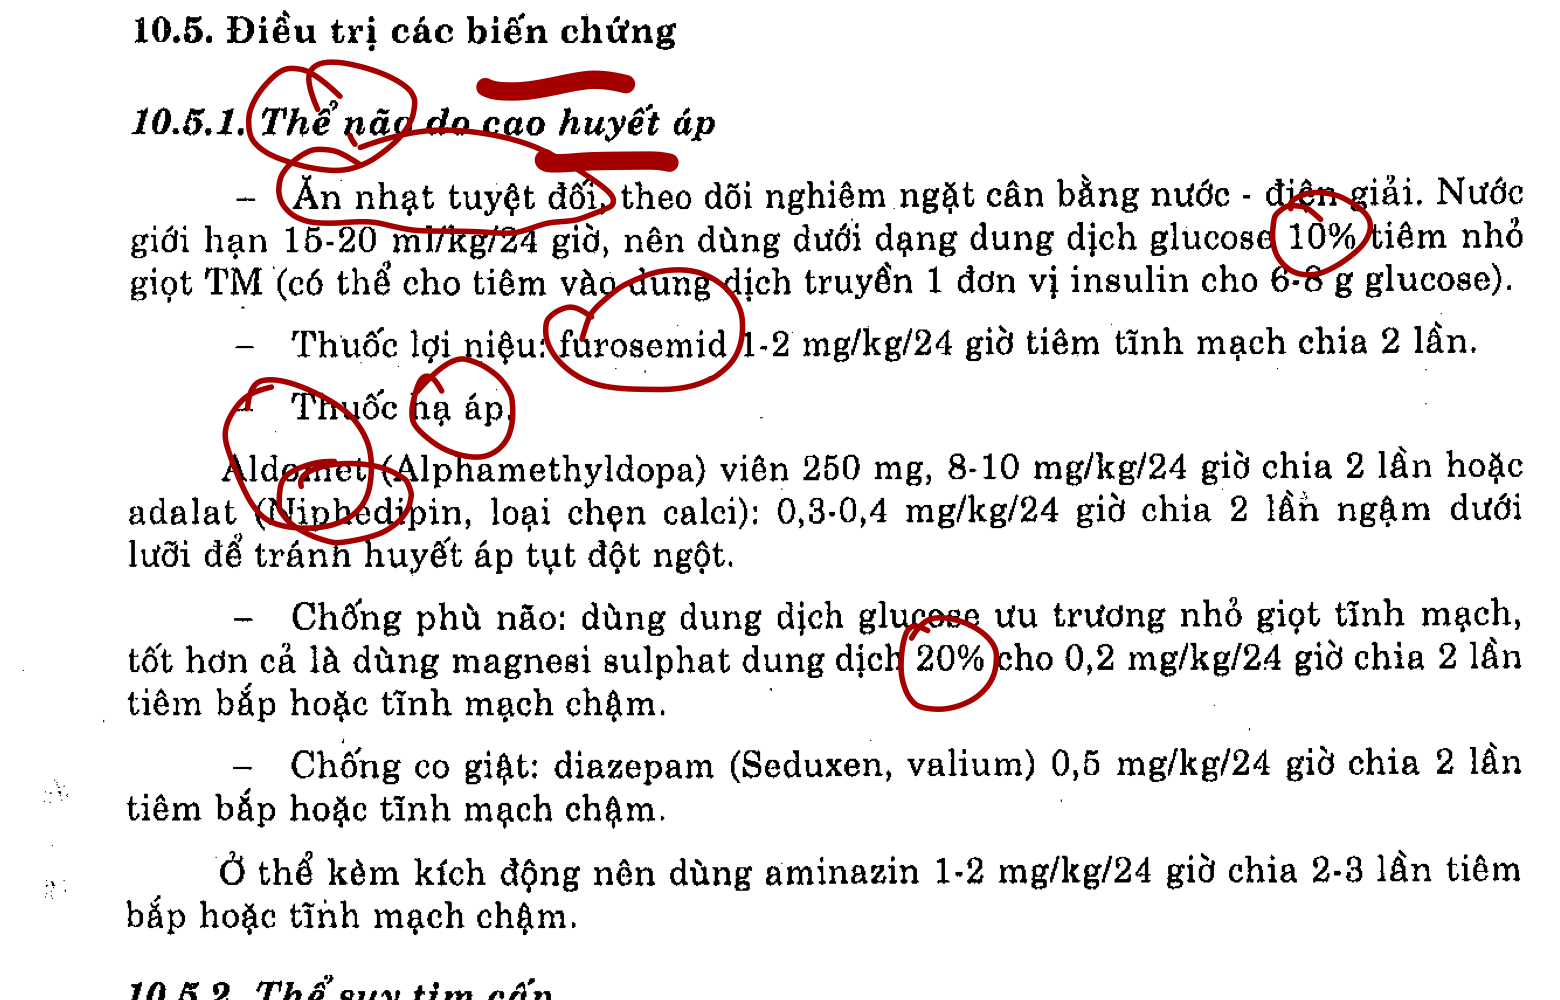 10.5. Điều trị các biến chứng
10.5.1. Thể não do cao huyết áp
– Ăn nhạt tuyệt đối, theo dõi nghiêm ngặt cân bằng nước - điện giải. Nước
giới hạn 15-20 ml/kg/24 giờ, nên dùng dưới dạng dung dịch glucose 10% tiêm nhỏ
giọt TM (có thể cho tiêm vào dung dịch truyền 1 đơn vị insulin cho 6-8 g glucose).
– Thuốc lợi niệu: furosemid 1-2 mg/kg/24 giờ tiêm tĩnh mạch chia 2 lần.
– Thuốc hạ áp.
Aldomet (Alphamethyldopa) viên 250 mg, 8-10 mg/kg/24 giờ chia 2 lần hoặc
adalat (Niphedipin, loại chẹn calci): 0,3-0,4 mg/kg/24 giờ chia 2 lần ngậm dưới
lưỡi để tránh huyết áp tụt đột ngột.
– Chống phù não: dùng dung dịch glucose ưu trương nhỏ giọt tĩnh mạch,
tốt hơn cả là dùng magnesi sulphat dung dịch 20% cho 0,2 mg/kg/24 giờ chia 2 lần
tiêm bắp hoặc tĩnh mạch chậm.
– Chống co giật: diazepam (Seduxen, valium) 0,5 mg/kg/24 giờ chia 2 lần
tiêm bắp hoặc tĩnh mạch chậm.
Ở thể kèm kích động nên dùng aminazin 1-2 mg/kg/24 giờ chia 2-3 lần tiêm
bắp hoặc tĩnh mạch chậm.
10.5.2. Thể suy tim cấp